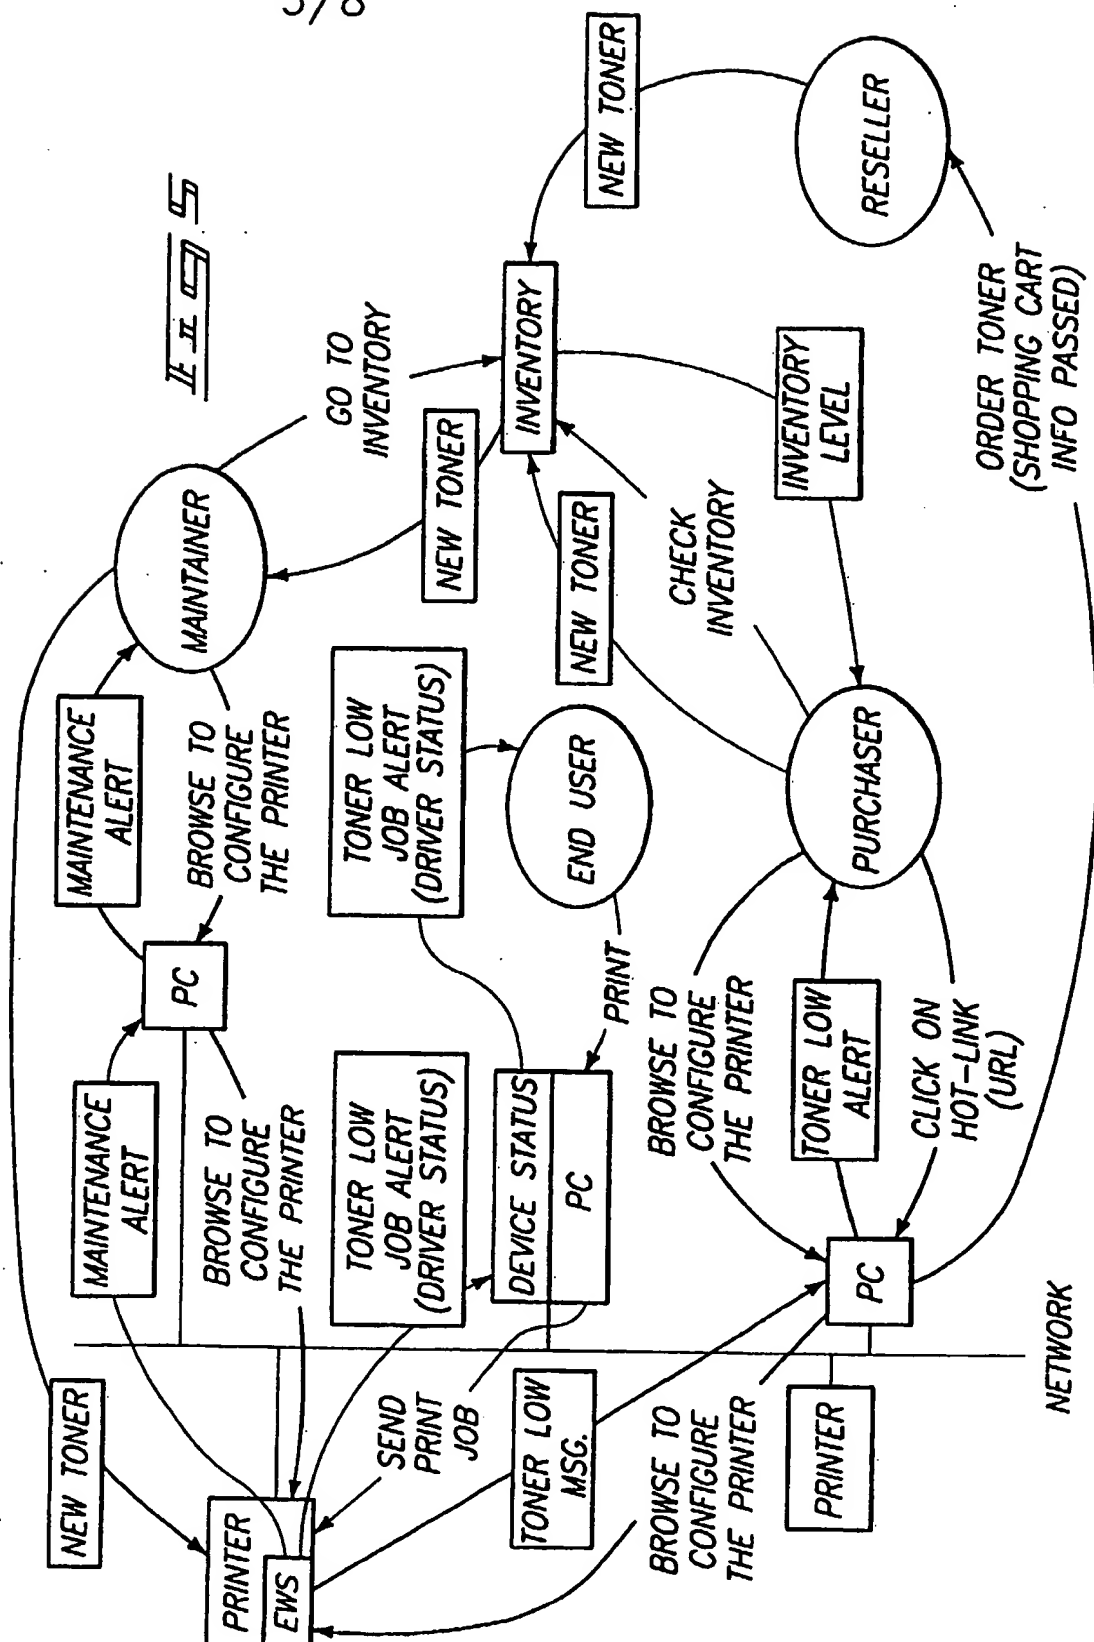 5/8
FIG 5
NEW TONER
PRINTER
EWS
MAINTENANCE
ALERT
BROWSE TO
CONFIGURE
THE PRINTER
PC
MAINTENANCE
ALERT
BROWSE TO
CONFIGURE
THE PRINTER
MAINTAINER
GO TO
INVENTORY
SEND
PRINT
JOB
TONER LOW
JOB ALERT
(DRIVER STATUS)
DEVICE STATUS
PC
TONER LOW
JOB ALERT
(DRIVER STATUS)
END USER
PRINT
NEW TONER
INVENTORY
NEW TONER
NEW TONER
CHECK
INVENTORY
INVENTORY
LEVEL
TONER LOW
MSG.
BROWSE TO
CONFIGURE
THE PRINTER
PRINTER
BROWSE TO
CONFIGURE
THE PRINTER
TONER LOW
ALERT
CLICK ON
HOT-LINK
(URL)
PC
PURCHASER
RESELLER
ORDER TONER
(SHOPPING CART
INFO PASSED)
NETWORK